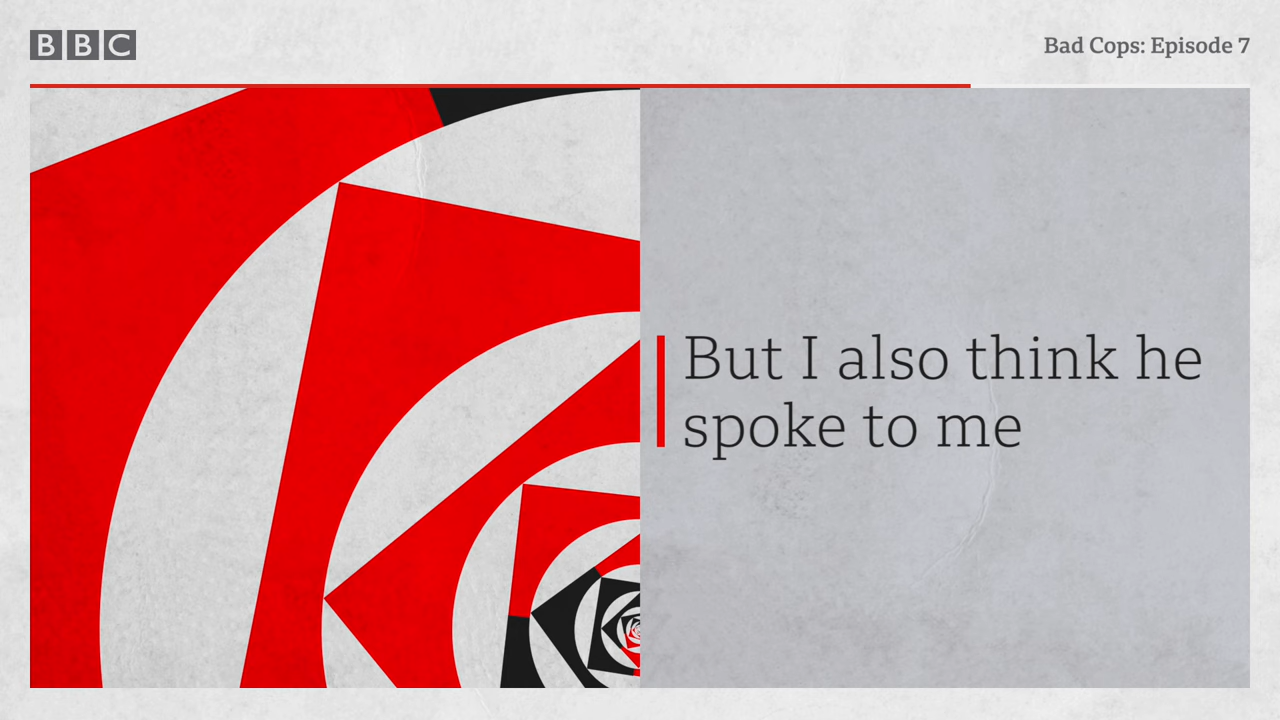 BBC
Bad Cops: Episode 7
But I also think he
spoke to me